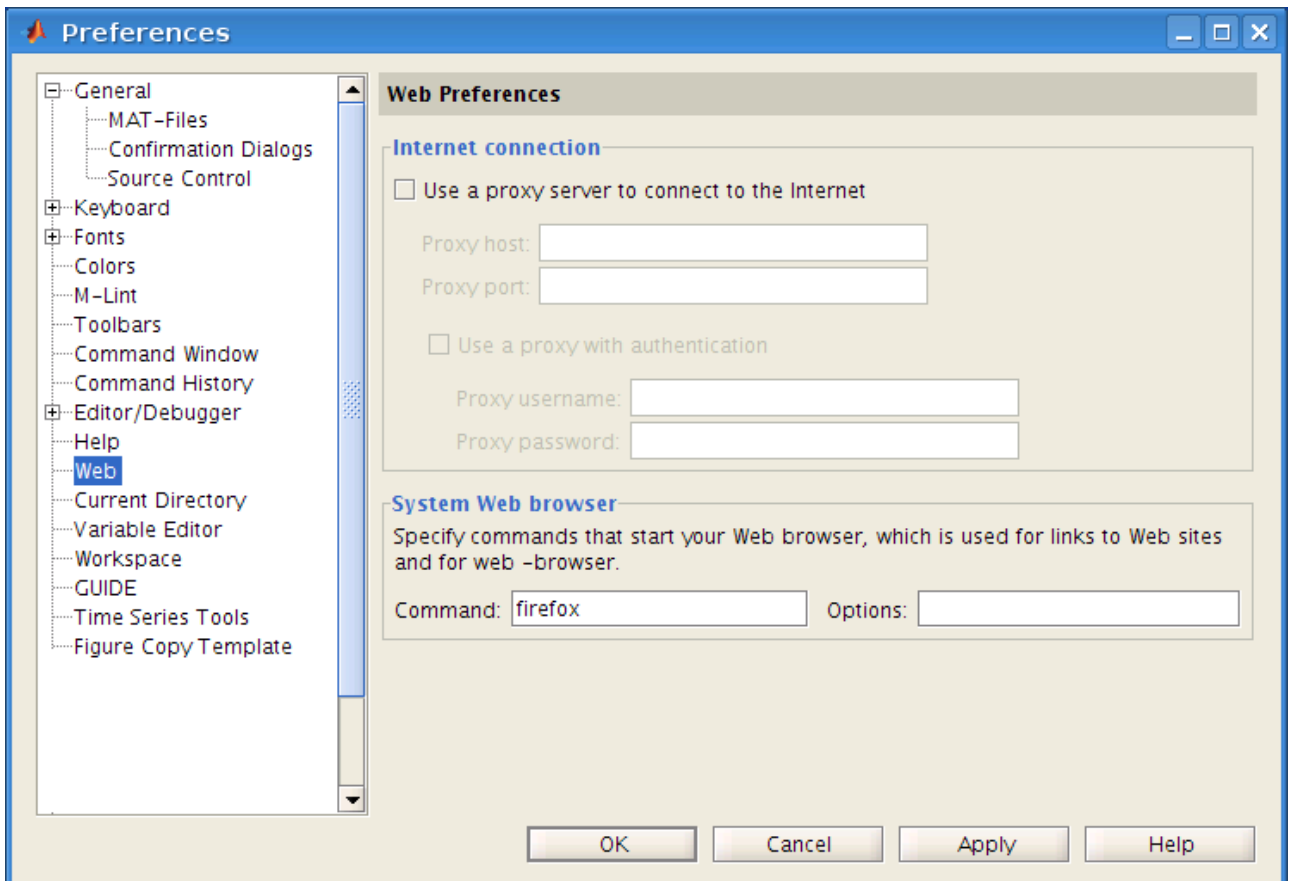 Preferences
General
MAT-Files
Confirmation Dialogs
Source Control
Keyboard
Fonts
Colors
M-Lint
Toolbars
Command Window
Command History
Editor/Debugger
Help
Web
Current Directory
Variable Editor
Workspace
GUIDE
Time Series Tools
Figure Copy Template
Web Preferences
Internet connection
Use a proxy server to connect to the Internet
Proxy host:
Proxy port:
Use a proxy with authentication
Proxy username:
Proxy password:
System Web browser
Specify commands that start your Web browser, which is used for links to Web sites
and for web -browser.
Command: firefox Options:
OK Cancel Apply Help